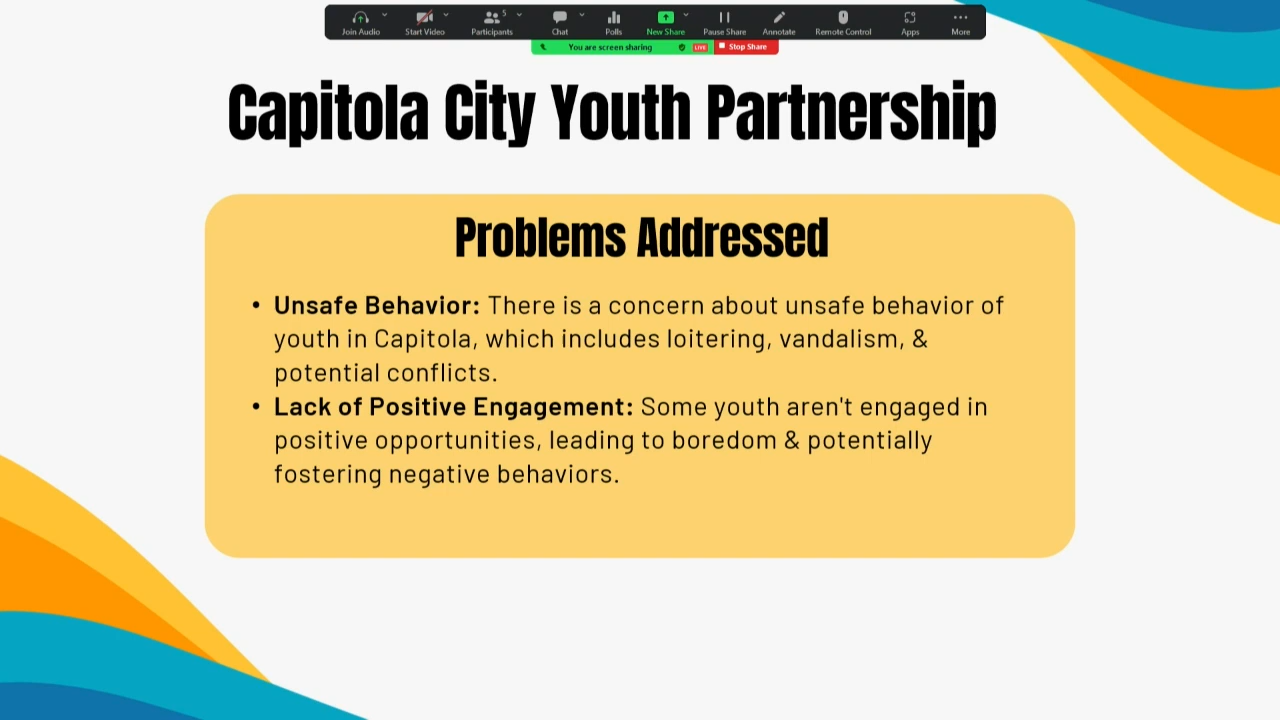 5
Join Audio Start Video Participants Chat Polls New Share Pause Share Annotate Remote Control Apps More
You are screen sharing LIVE Stop Share
Capitola City Youth Partnership
Problems Addressed
• Unsafe Behavior: There is a concern about unsafe behavior of
youth in Capitola, which includes loitering, vandalism, &
potential conflicts.
• Lack of Positive Engagement: Some youth aren't engaged in
positive opportunities, leading to boredom & potentially
fostering negative behaviors.